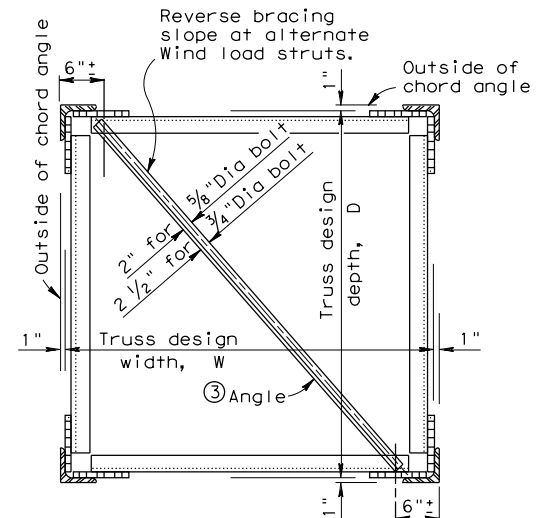 Reverse bracing
slope at alternate
Wind load struts.
6"±
1"
Outside of
chord angle
Outside of chord angle
5/8"Dia bolt
3/4"Dia bolt
2" for
2 1/2" for
Truss design
depth, D
1"
Truss design
width, W
1"
③ Angle
1"
6"±